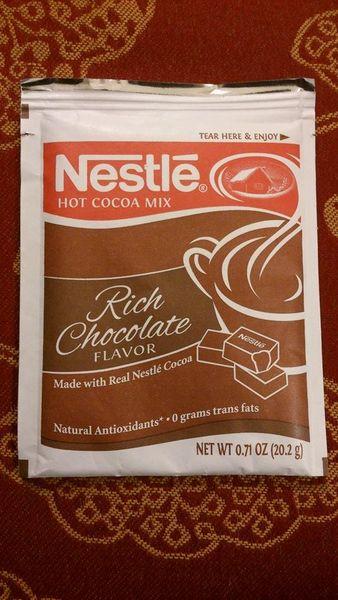 TEAR HERE & ENJOY
Nestlé®
HOT COCOA MIX
Rich
Chocolate
FLAVOR
Nestlé
Made with Real Nestlé Cocoa
Natural Antioxidants* • 0 grams trans fats
NET WT 0.71 OZ (20.2 g)